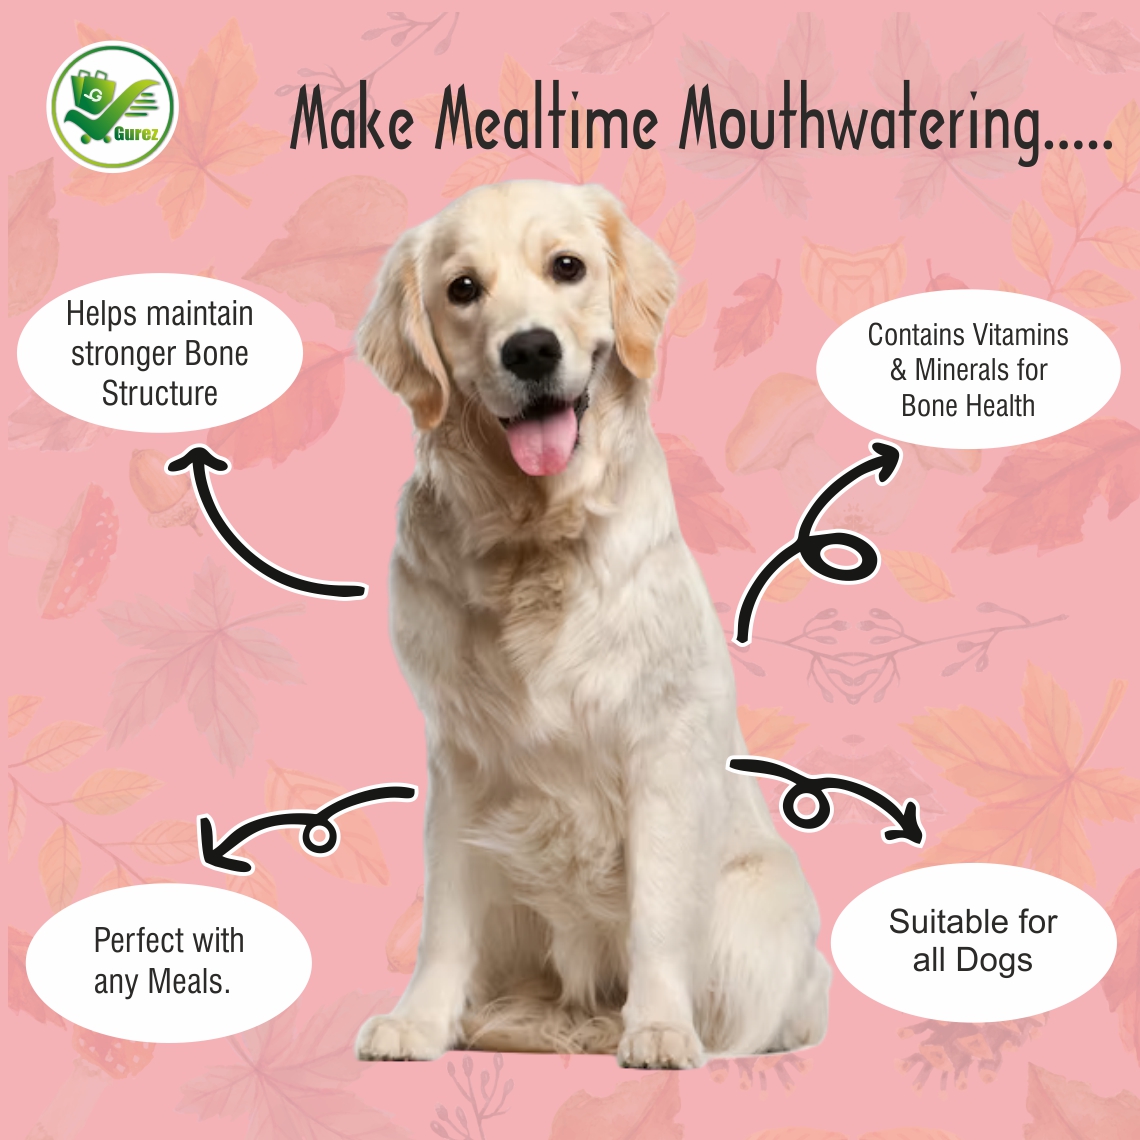 G
Gurez
Make Mealtime Mouthwatering.....
Helps maintain
stronger Bone
Structure
Contains Vitamins
& Minerals for
Bone Health
Perfect with
any Meals.
Suitable for
all Dogs